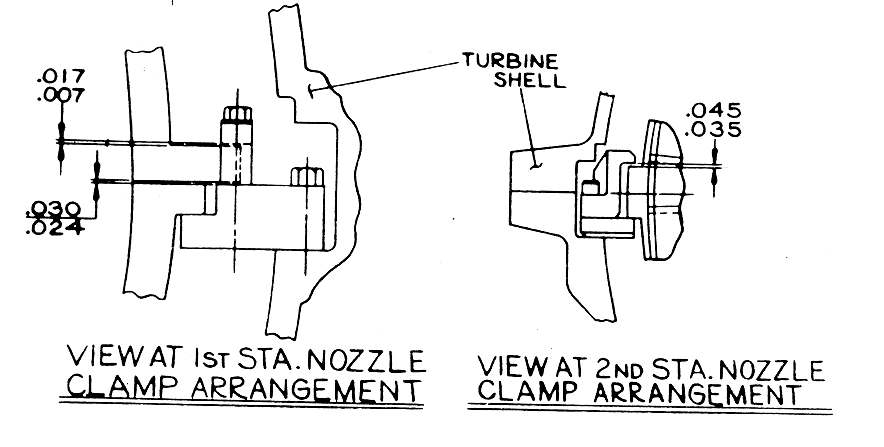 .017
.007
TURBINE
SHELL
.045
.035
.030
.024
VIEW AT 1ST STA. NOZZLE
CLAMP ARRANGEMENT
VIEW AT 2ND STA. NOZZLE
CLAMP ARRANGEMENT